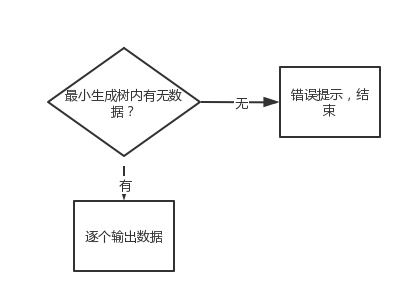 最小生成树内有无数
据？
无
错误提示，结
束
有
逐个输出数据